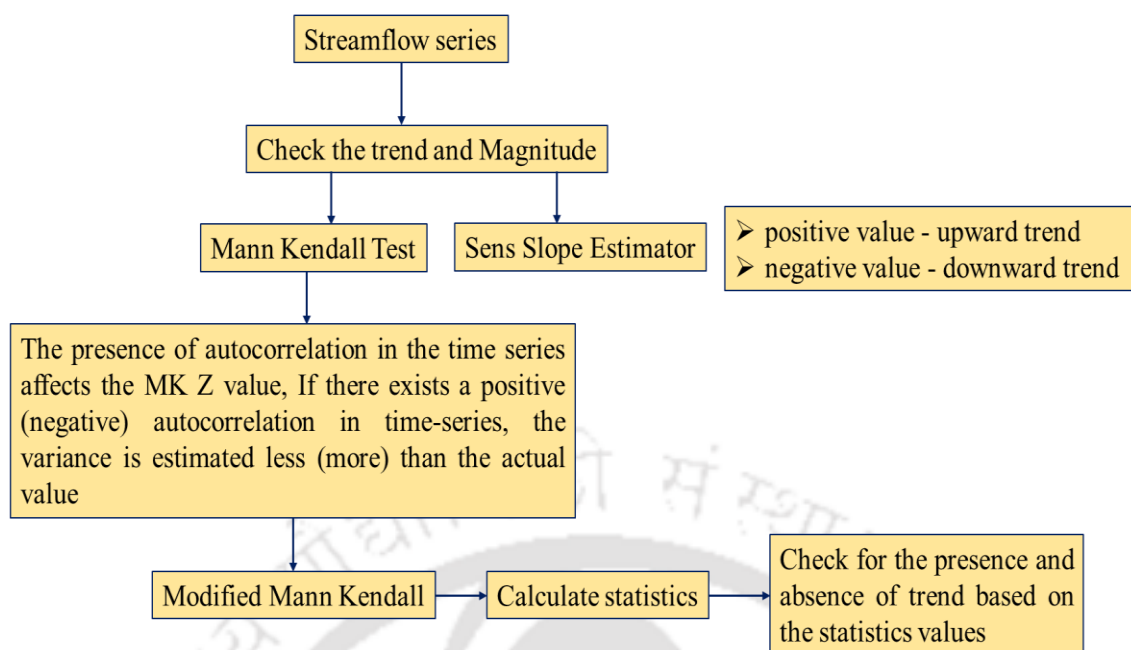 Streamflow series
Check the trend and Magnitude
Mann Kendall Test
Sens Slope Estimator
➢ positive value - upward trend
➢ negative value - downward trend
The presence of autocorrelation in the time series
affects the MK Z value, If there exists a positive
(negative) autocorrelation in time-series, the
variance is estimated less (more) than the actual
value
Modified Mann Kendall
Calculate statistics
Check for the presence and
absence of trend based on
the statistics values